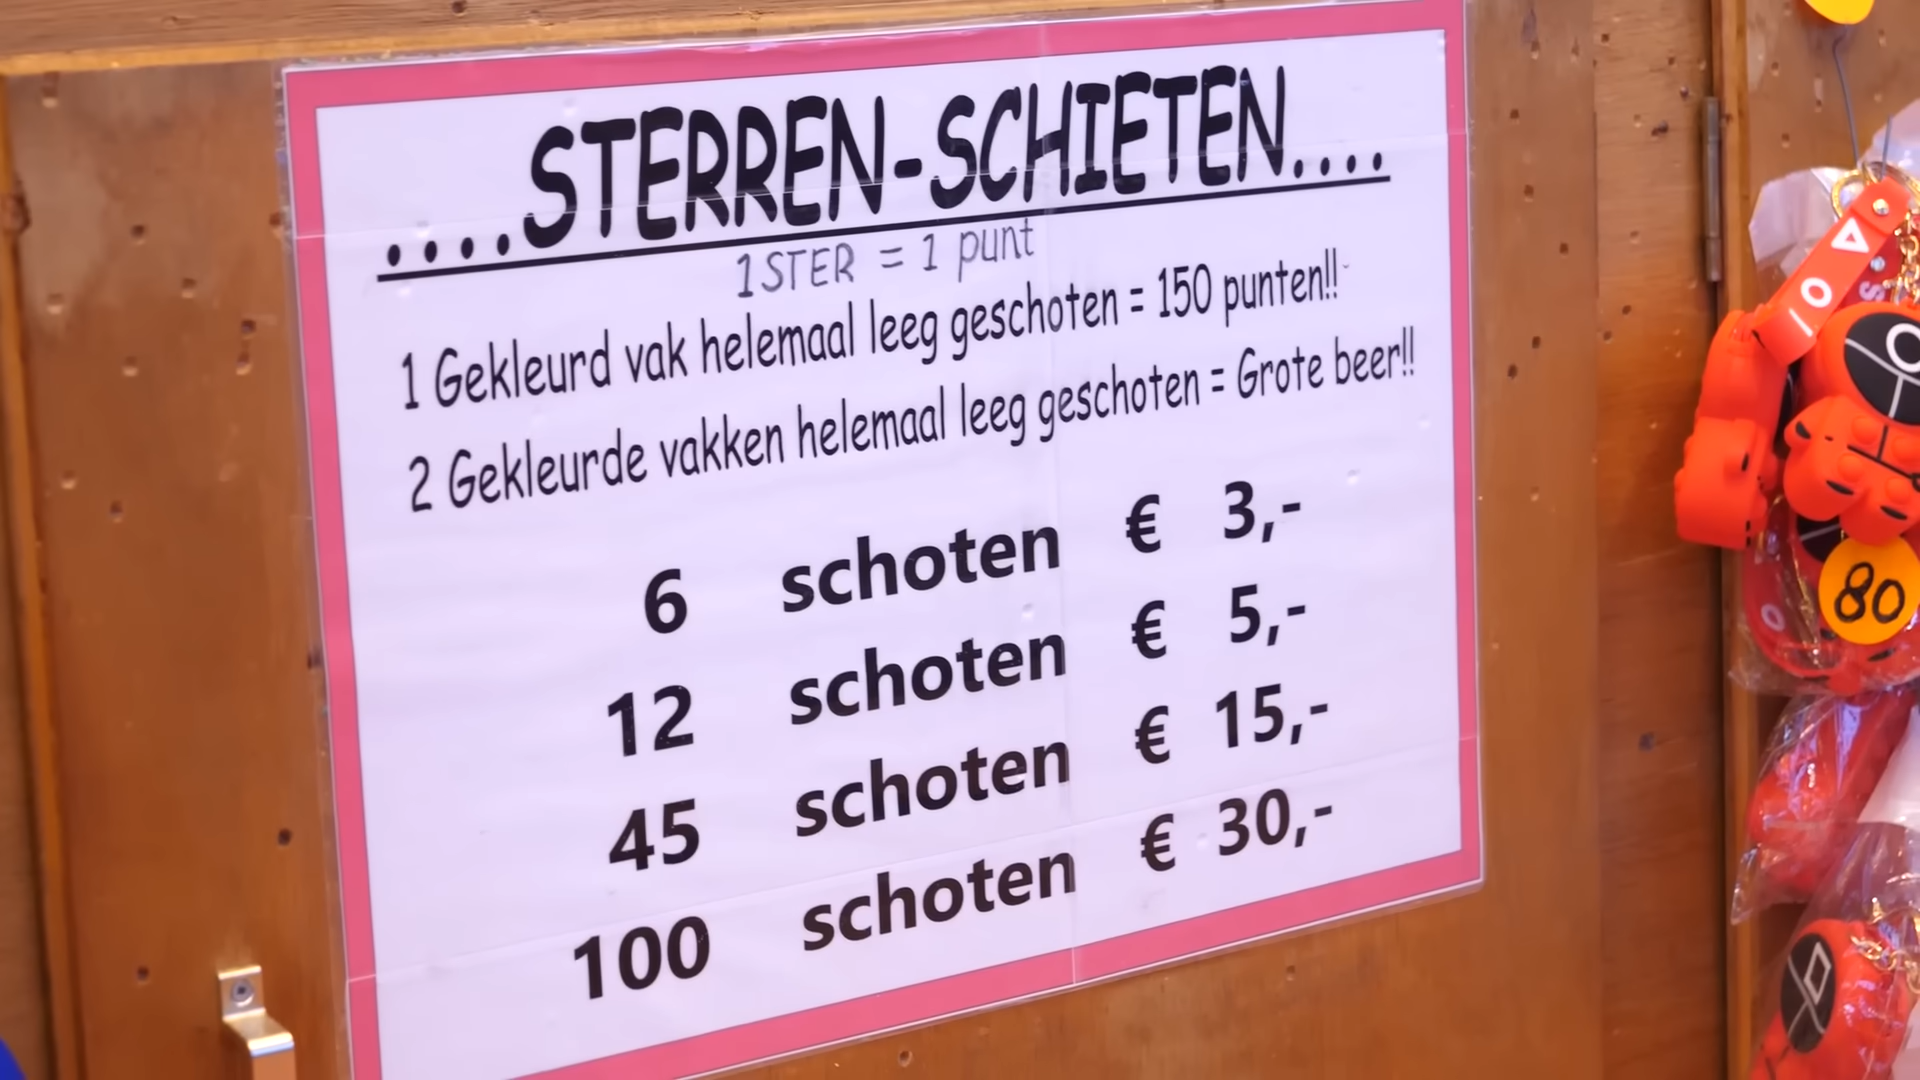 ....STERREN-SCHIETEN....
1STER = 1 punt
1 Gekleurd vak helemaal leeg geschoten = 150 punten!!
2 Gekleurde vakken helemaal leeg geschoten = Grote beer!!
6 schoten € 3,-
12 schoten € 5,-
45 schoten € 15,-
100 schoten € 30,-
80